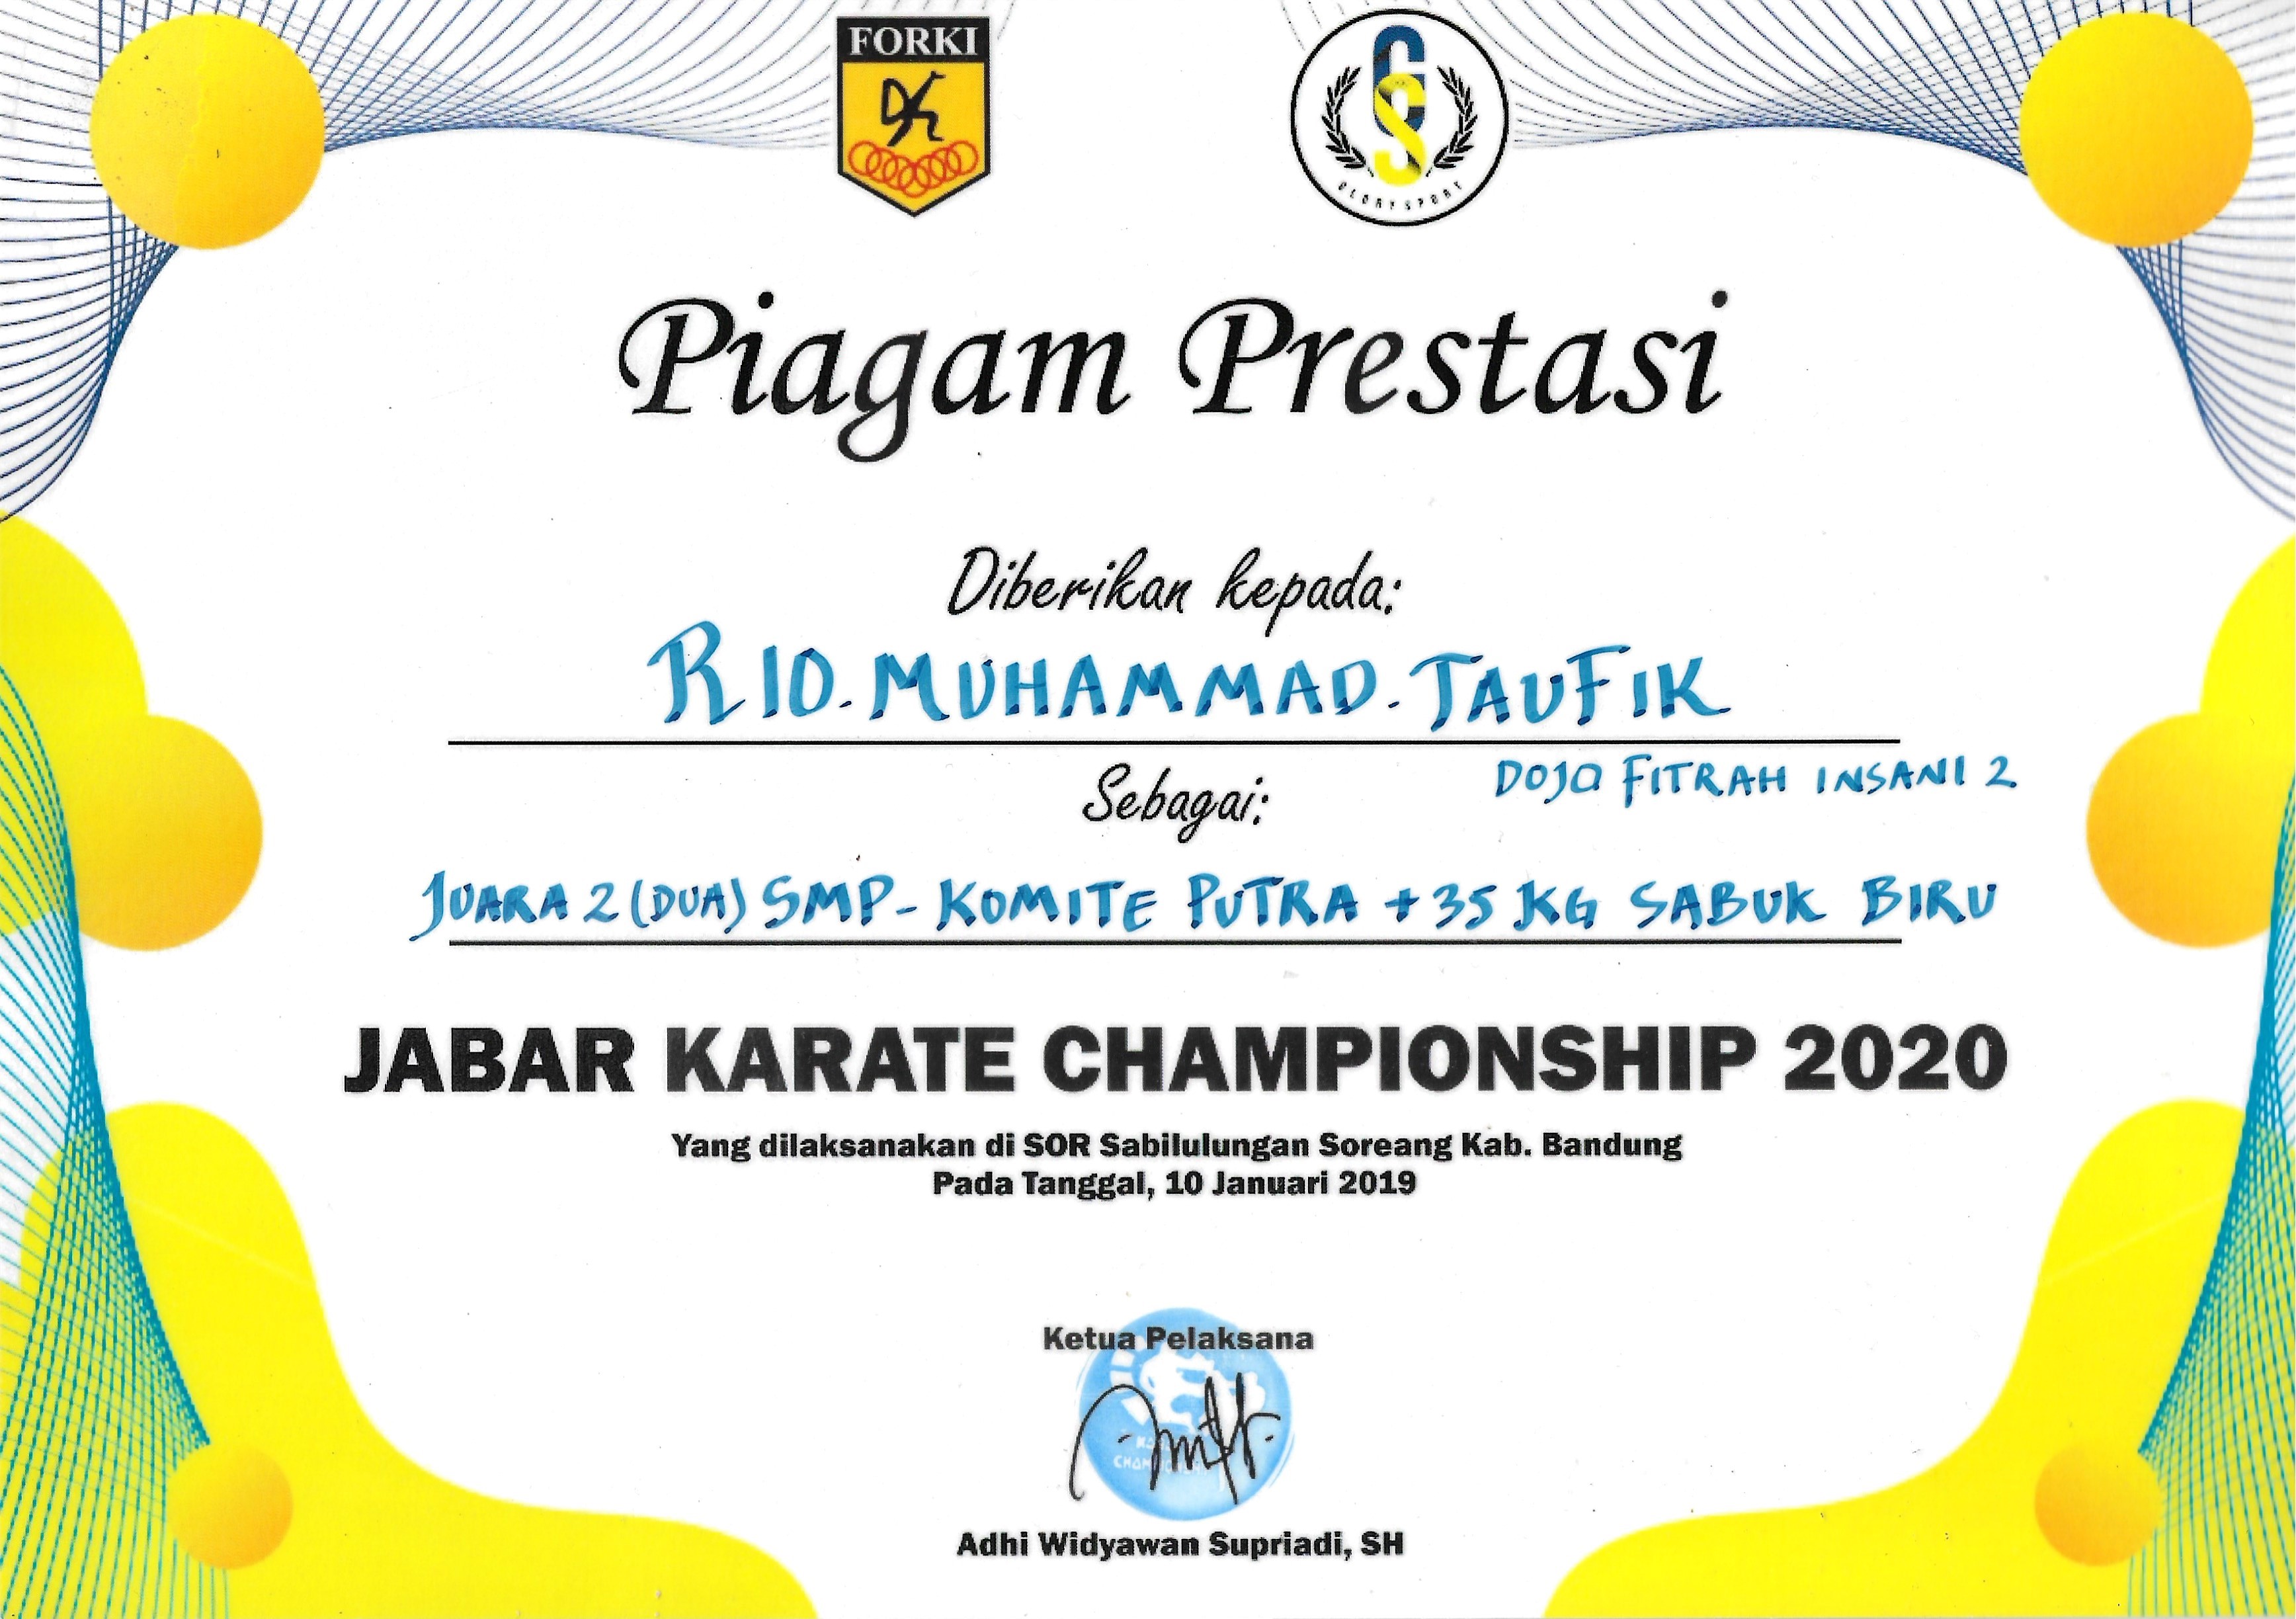 FORKI
GLORY SPORT
Piagam Prestasi
Diberikan kepada:
RIO.MUHAMMAD.TAUFIK
DOJO FITRAH INSANI 2
Sebagai:
JUARA 2 (DUA) SMP - KOMITE PUTRA +35 KG SABUK BIRU
JABAR KARATE CHAMPIONSHIP 2020
Yang dilaksanakan di SOR Sabilulungan Soreang Kab. Bandung
Pada Tanggal, 10 Januari 2019
Ketua Pelaksana
Adhi Widyawan Supriadi, SH